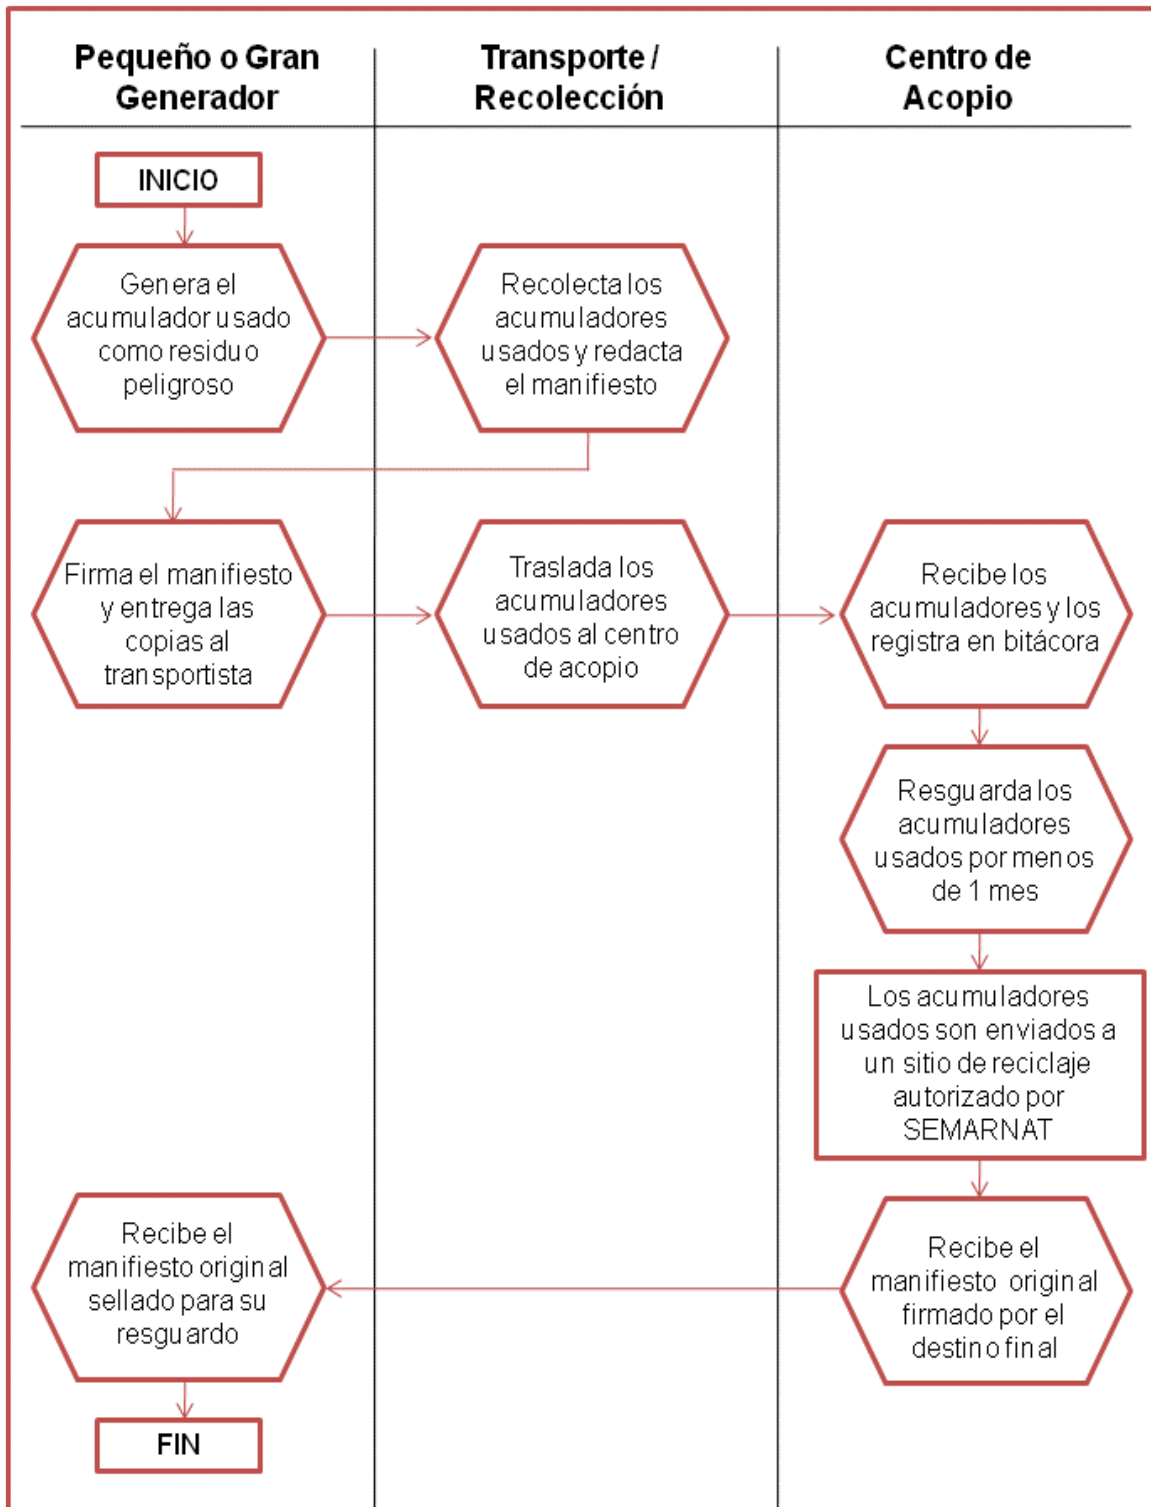 Pequeño o Gran
Generador
Transporte /
Recolección
Centro de
Acopio
INICIO
Genera el
acumulador usado
como residuo
peligroso
Recolecta los
acumuladores
usados y redacta
el manifiesto
Firma el manifiesto
y entrega las
copias al
transportista
Traslada los
acumuladores
usados al centro
de acopio
Recibe los
acumuladores y los
registra en bitácora
Resguarda los
acumuladores
usados por menos
de 1 mes
Los acumuladores
usados son enviados a
un sitio de reciclaje
autorizado por
SEMARNAT
Recibe el
manifiesto original
firmado por el
destino final
Recibe el
manifiesto original
sellado para su
resguardo
FIN